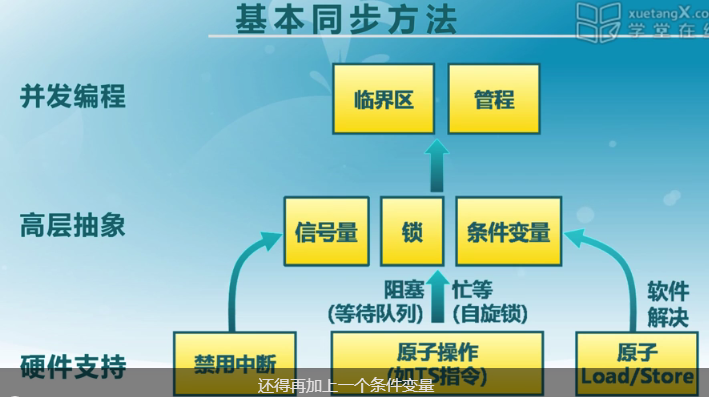 基本同步方法
xuetangX.com
学堂在线
并发编程
临界区
管程
高层抽象
信号量
锁
条件变量
阻塞
(等待队列)
忙等
(自旋锁)
软件
解决
硬件支持
禁用中断
原子操作
(如TS指令)
原子
Load/Store
还得再加上一个条件变量